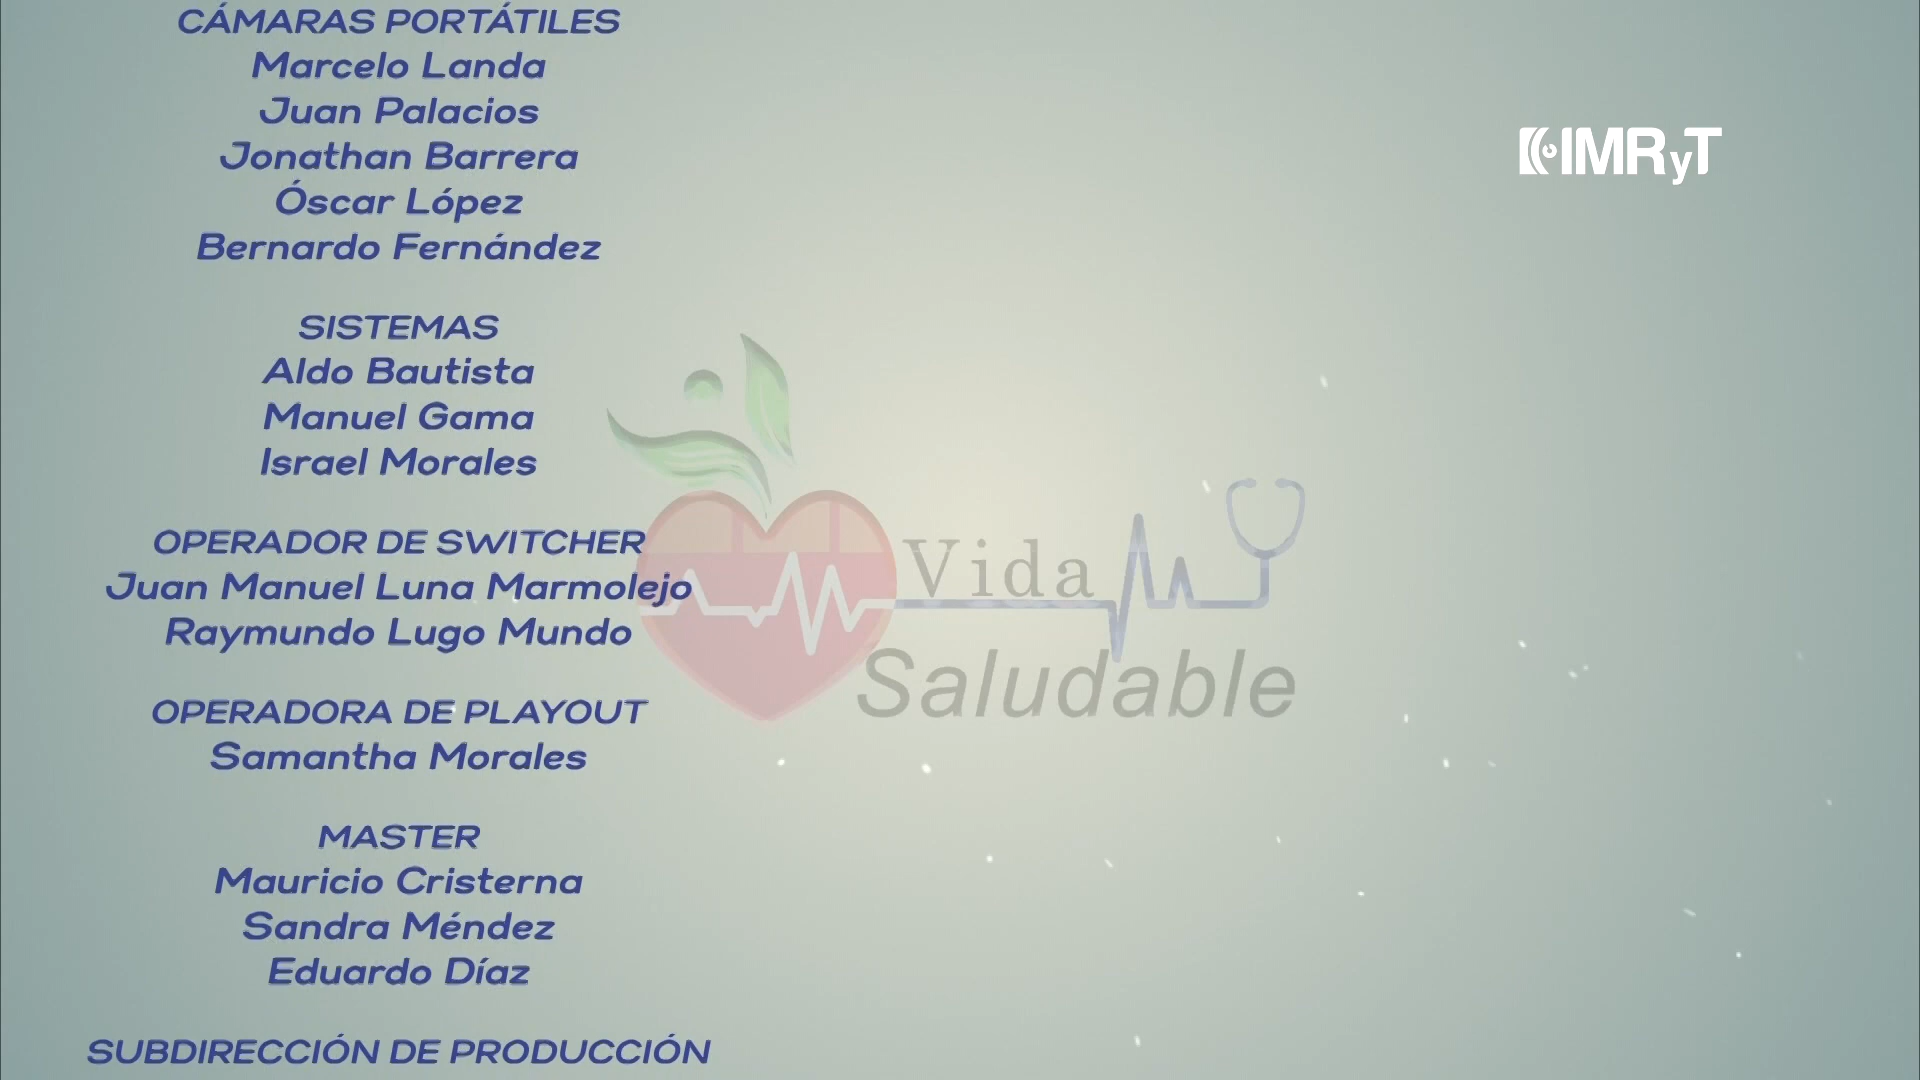 CÁMARAS PORTÁTILES
Marcelo Landa
Juan Palacios
Jonathan Barrera
Óscar López
Bernardo Fernández
SISTEMAS
Aldo Bautista
Manuel Gama
Israel Morales
OPERADOR DE SWITCHER
Juan Manuel Luna Marmolejo
Raymundo Lugo Mundo
OPERADORA DE PLAYOUT
Samantha Morales
MASTER
Mauricio Cristerna
Sandra Méndez
Eduardo Díaz
SUBDIRECCIÓN DE PRODUCCIÓN
Vida
Saludable
IMRyT